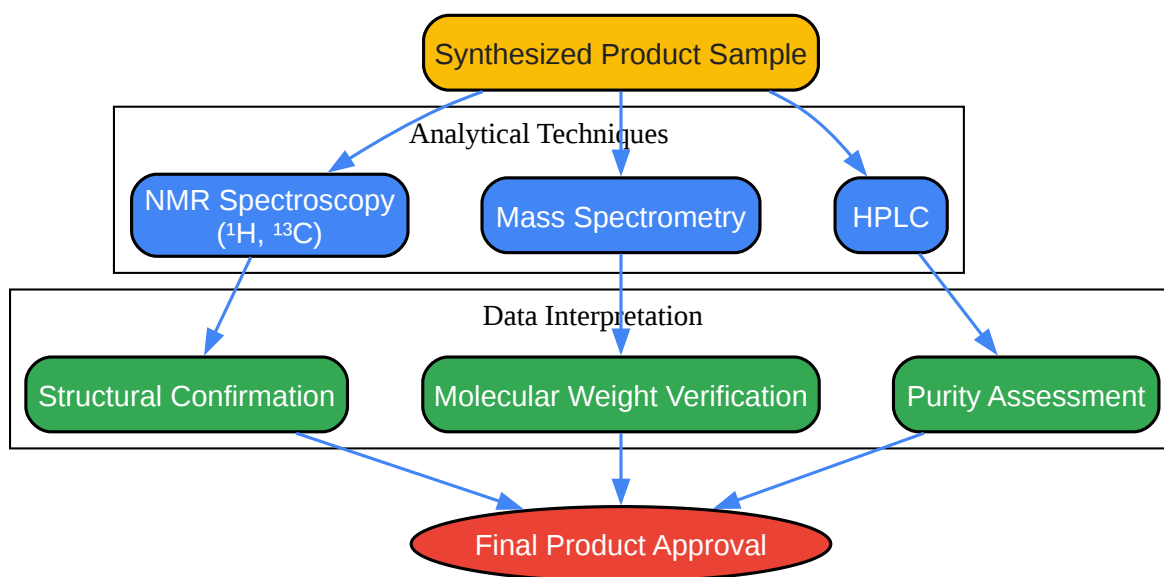 Synthesized Product Sample
Analytical Techniques
NMR Spectroscopy
(¹H, ¹³C)
Mass Spectrometry
HPLC
Data Interpretation
Structural Confirmation
Molecular Weight Verification
Purity Assessment
Final Product Approval